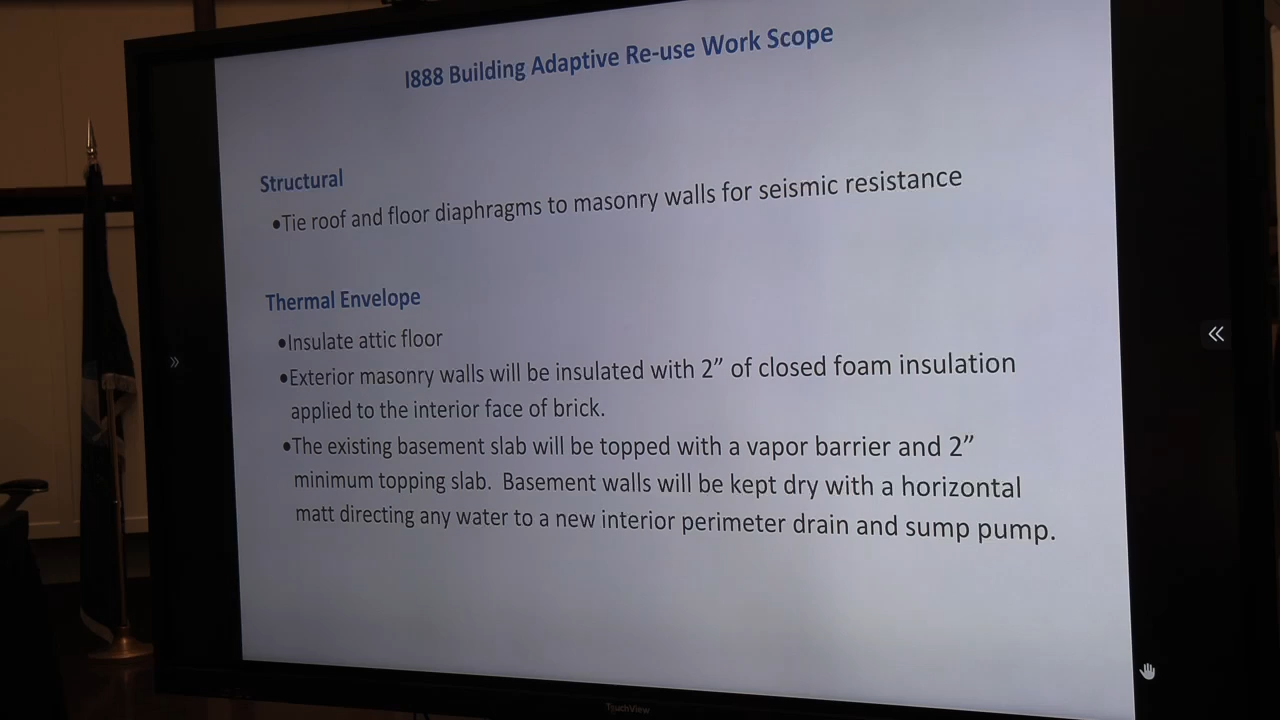 1888 Building Adaptive Re-use Work Scope
Structural
•Tie roof and floor diaphragms to masonry walls for seismic resistance
Thermal Envelope
•Insulate attic floor
•Exterior masonry walls will be insulated with 2” of closed foam insulation
applied to the interior face of brick.
•The existing basement slab will be topped with a vapor barrier and 2”
minimum topping slab. Basement walls will be kept dry with a horizontal
matt directing any water to a new interior perimeter drain and sump pump.
TouchView